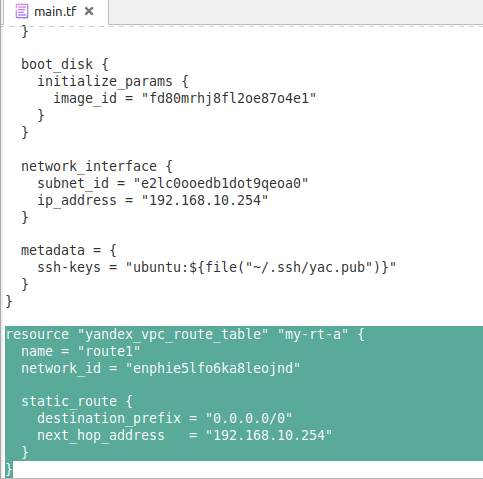 main.tf
}
boot_disk {
initialize_params {
image_id = "fd80mrhj8fl2oe87o4e1"
}
}
network_interface {
subnet_id = "e2lc0ooedb1dot9qeoa0"
ip_address = "192.168.10.254"
}
metadata = {
ssh-keys = "ubuntu:${file("~/.ssh/yac.pub")}"
}
}
resource "yandex_vpc_route_table" "my-rt-a" {
name = "route1"
network_id = "enphie5lfo6ka8leojnd"
static_route {
destination_prefix = "0.0.0.0/0"
next_hop_address   = "192.168.10.254"
}
}